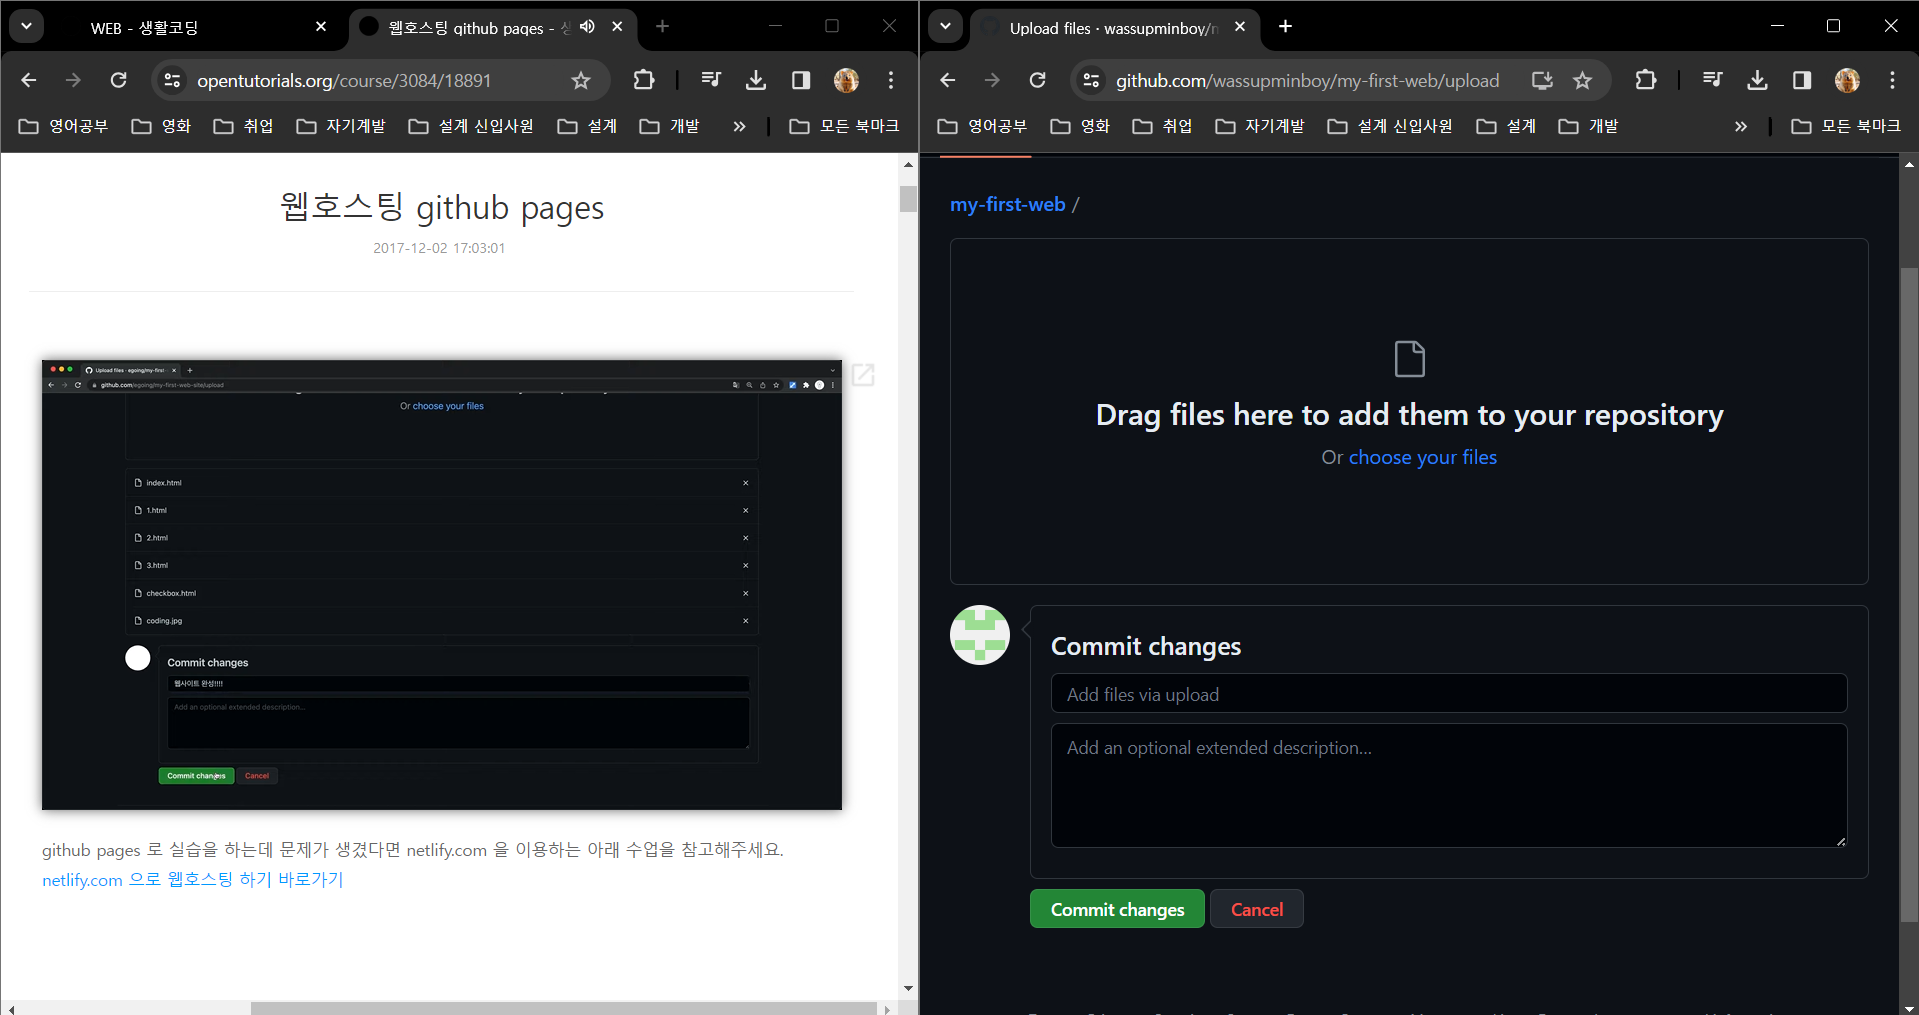 WEB - 생활코딩
웹호스팅 github pages - 생
opentutorials.org/course/3084/18891
영어공부 영화 취업 자기계발 설계 신입사원 설계 개발 » 모든 북마크
웹호스팅 github pages
2017-12-02 17:03:01
Upload files · egoing/my-first-
github.com/egoing/my-first-web-site/upload
Or choose your files
index.html
1.html
2.html
3.html
checkbox.html
coding.jpg
Commit changes
웹사이트 완성!!!!
Add an optional extended description...
Commit changes Cancel
github pages 로 실습을 하는데 문제가 생겼다면 netlify.com 을 이용하는 아래 수업을 참고해주세요.
netlify.com 으로 웹호스팅 하기 바로가기
Upload files · wassupminboy/
github.com/wassupminboy/my-first-web/upload
영어공부 영화 취업 자기계발 설계 신입사원 설계 개발 » 모든 북마크
my-first-web /
Drag files here to add them to your repository
Or choose your files
Commit changes
Add files via upload
Add an optional extended description...
Commit changes Cancel